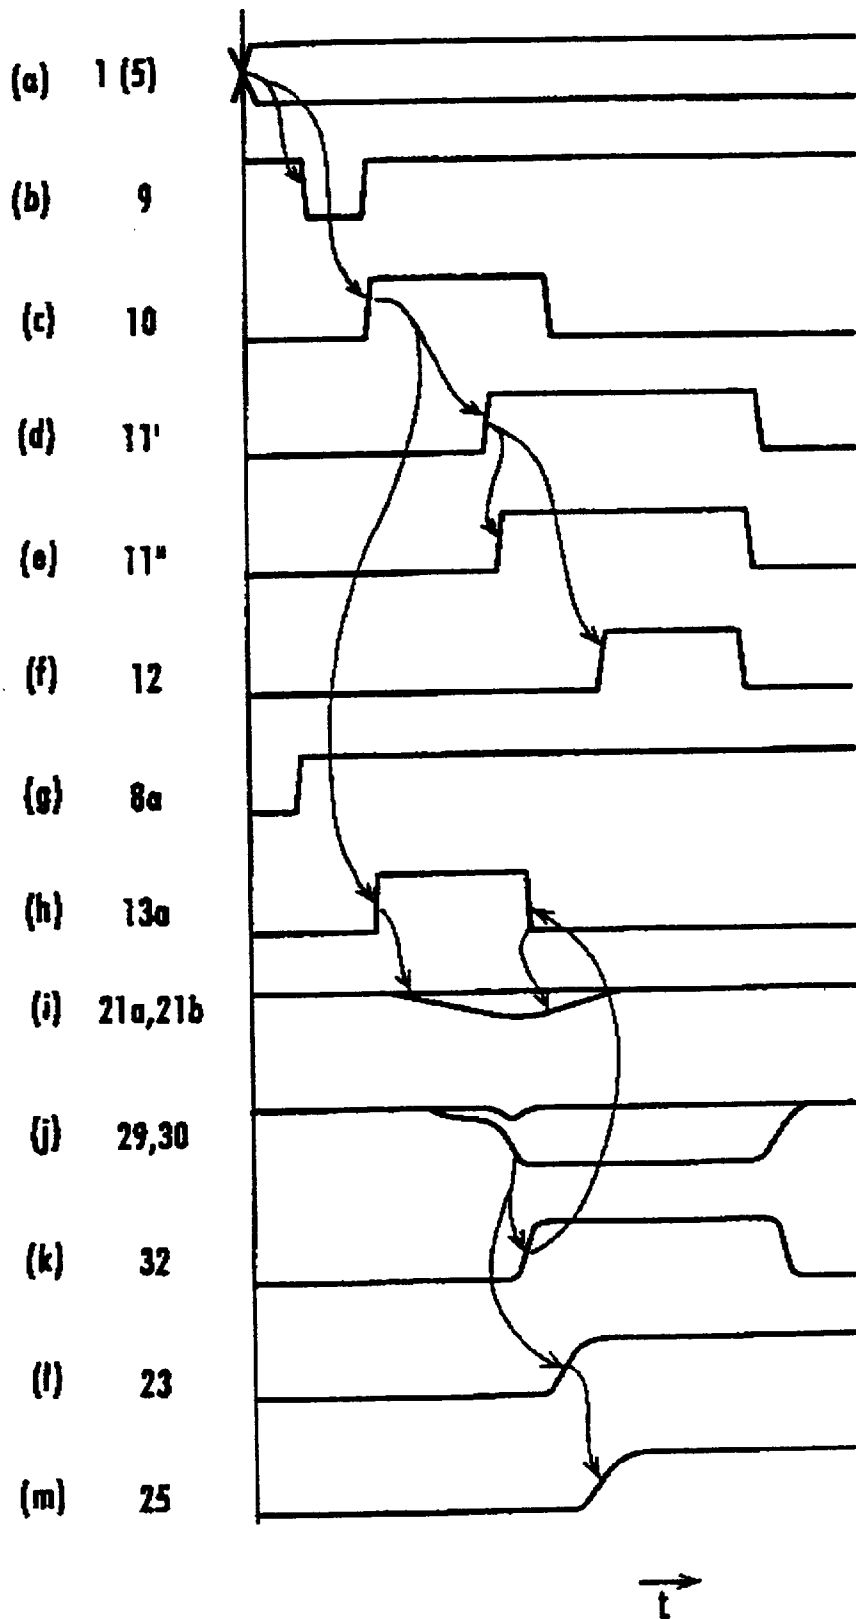 (a) 1 (5)
(b) 9
(c) 10
(d) 11'
(e) 11"
(f) 12
(g) 8a
(h) 13a
(i) 21a,21b
(j) 29,30
(k) 32
(l) 23
(m) 25
t